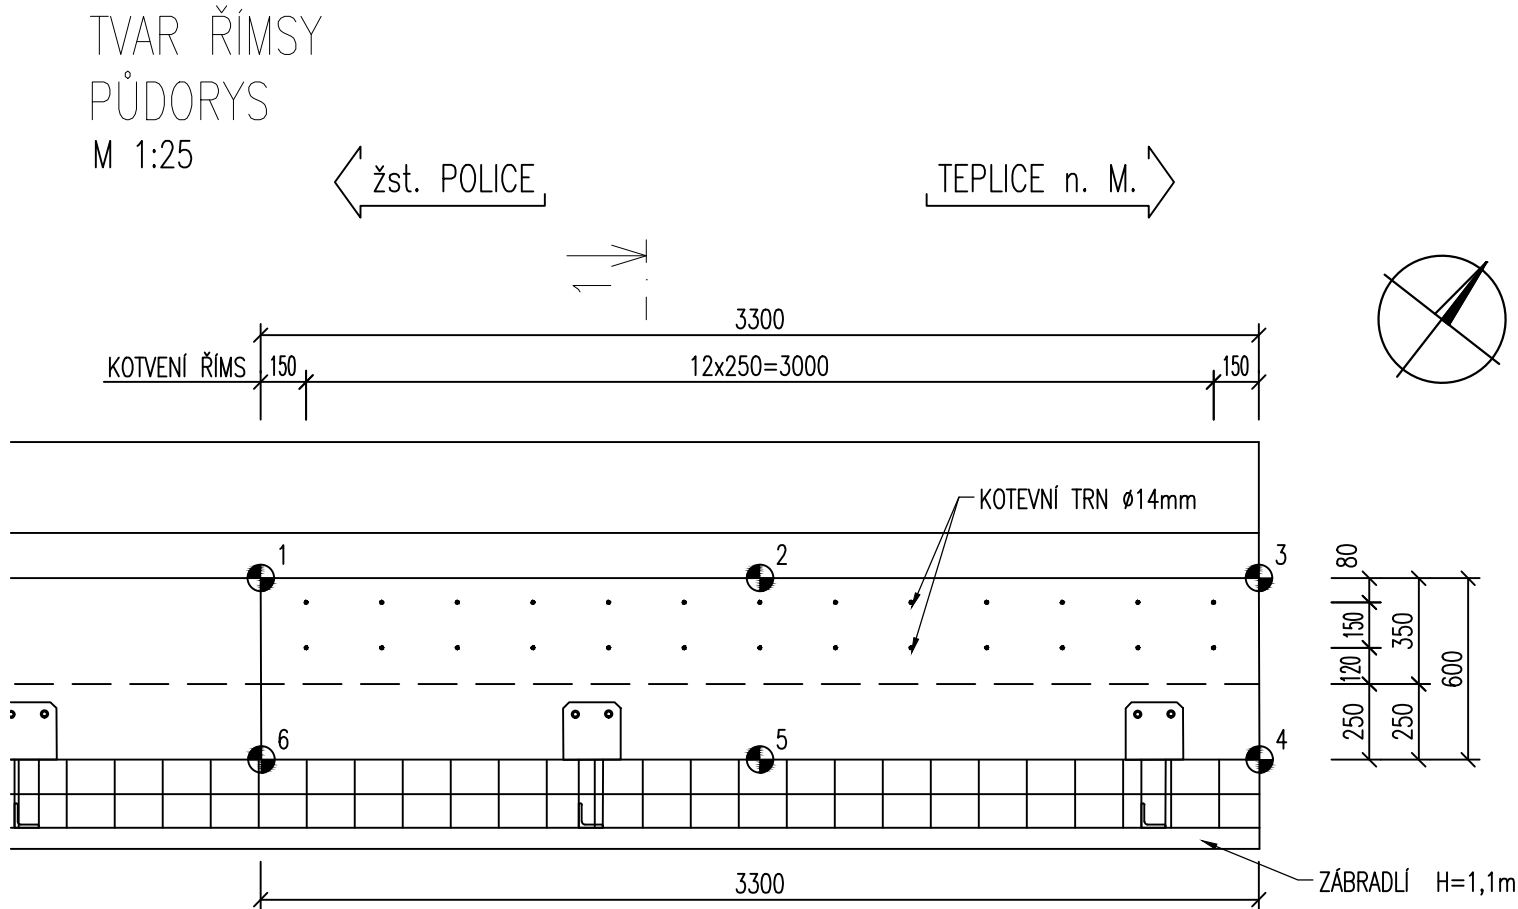 TVAR ŘÍMSY
PŮDORYS
M 1:25
žst. POLICE
TEPLICE n. M.
1
3300
KOTVENÍ ŘÍMS
150
12x250=3000
150
KOTEVNÍ TRN ø14mm
1
2
3
80
150
350
120
600
250
250
6
5
4
3300
ZÁBRADLÍ H=1,1m